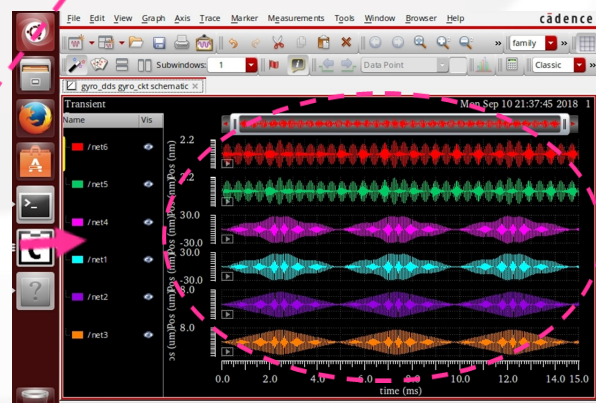 File Edit View Graph Axis Trace Marker Measurements Tools Window Browser Help cādence
» family »
Subwindows: 1 Data Point » Classic »
gyro_dds gyro_ckt schematic ×
Transient Mon Sep 10 21:37:45 2018 1
Name Vis
/net6
/net5
/net4
/net1
/net2
/net3
2.2
Pos (nm)
2.2
Pos (nm)
30.0
-30.0
Pos (nm)
30.0
-30.0
Pos (nm)
8.0
Pos (um)
8.0
0.0 2.0 4.0 6.0 8.0 10.0 12.0 14.0 15.0
time (ms)